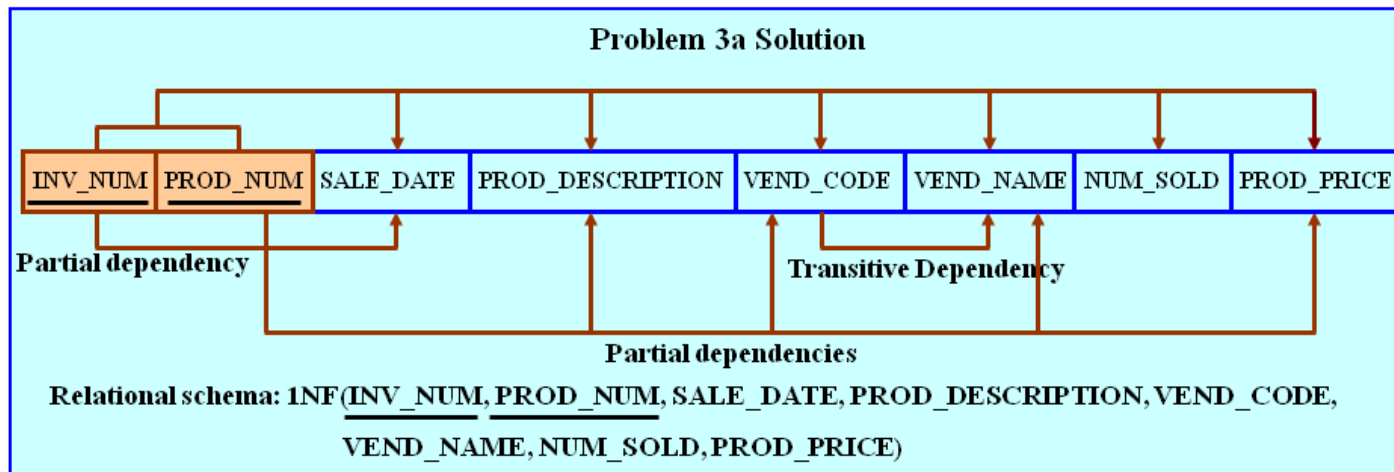 Problem 3a Solution
INV_NUM PROD_NUM SALE_DATE PROD_DESCRIPTION VEND_CODE VEND_NAME NUM_SOLD PROD_PRICE
Partial dependency
Transitive Dependency
Partial dependencies
Relational schema: 1NF(INV_NUM, PROD_NUM, SALE_DATE, PROD_DESCRIPTION, VEND_CODE,
VEND_NAME, NUM_SOLD, PROD_PRICE)